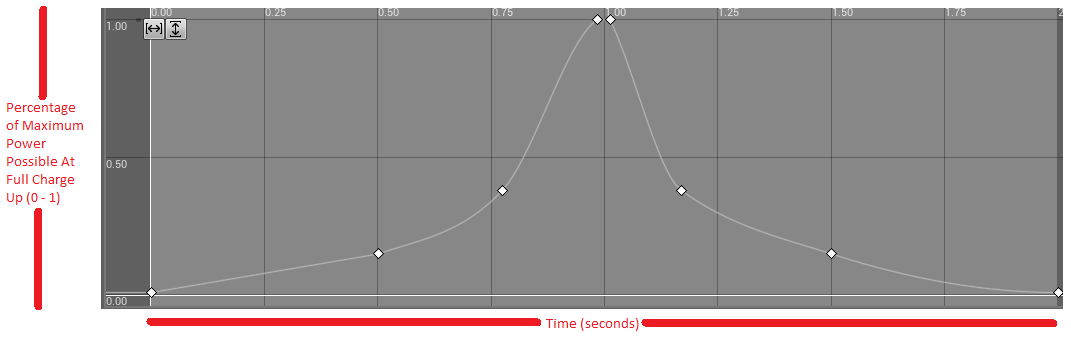 0.00 0.25 0.50 0.75 1.00 1.25 1.50 1.75 2
1.00
Percentage
of Maximum
Power
Possible At
Full Charge
Up (0 - 1)
0.50
0.00
Time (seconds)